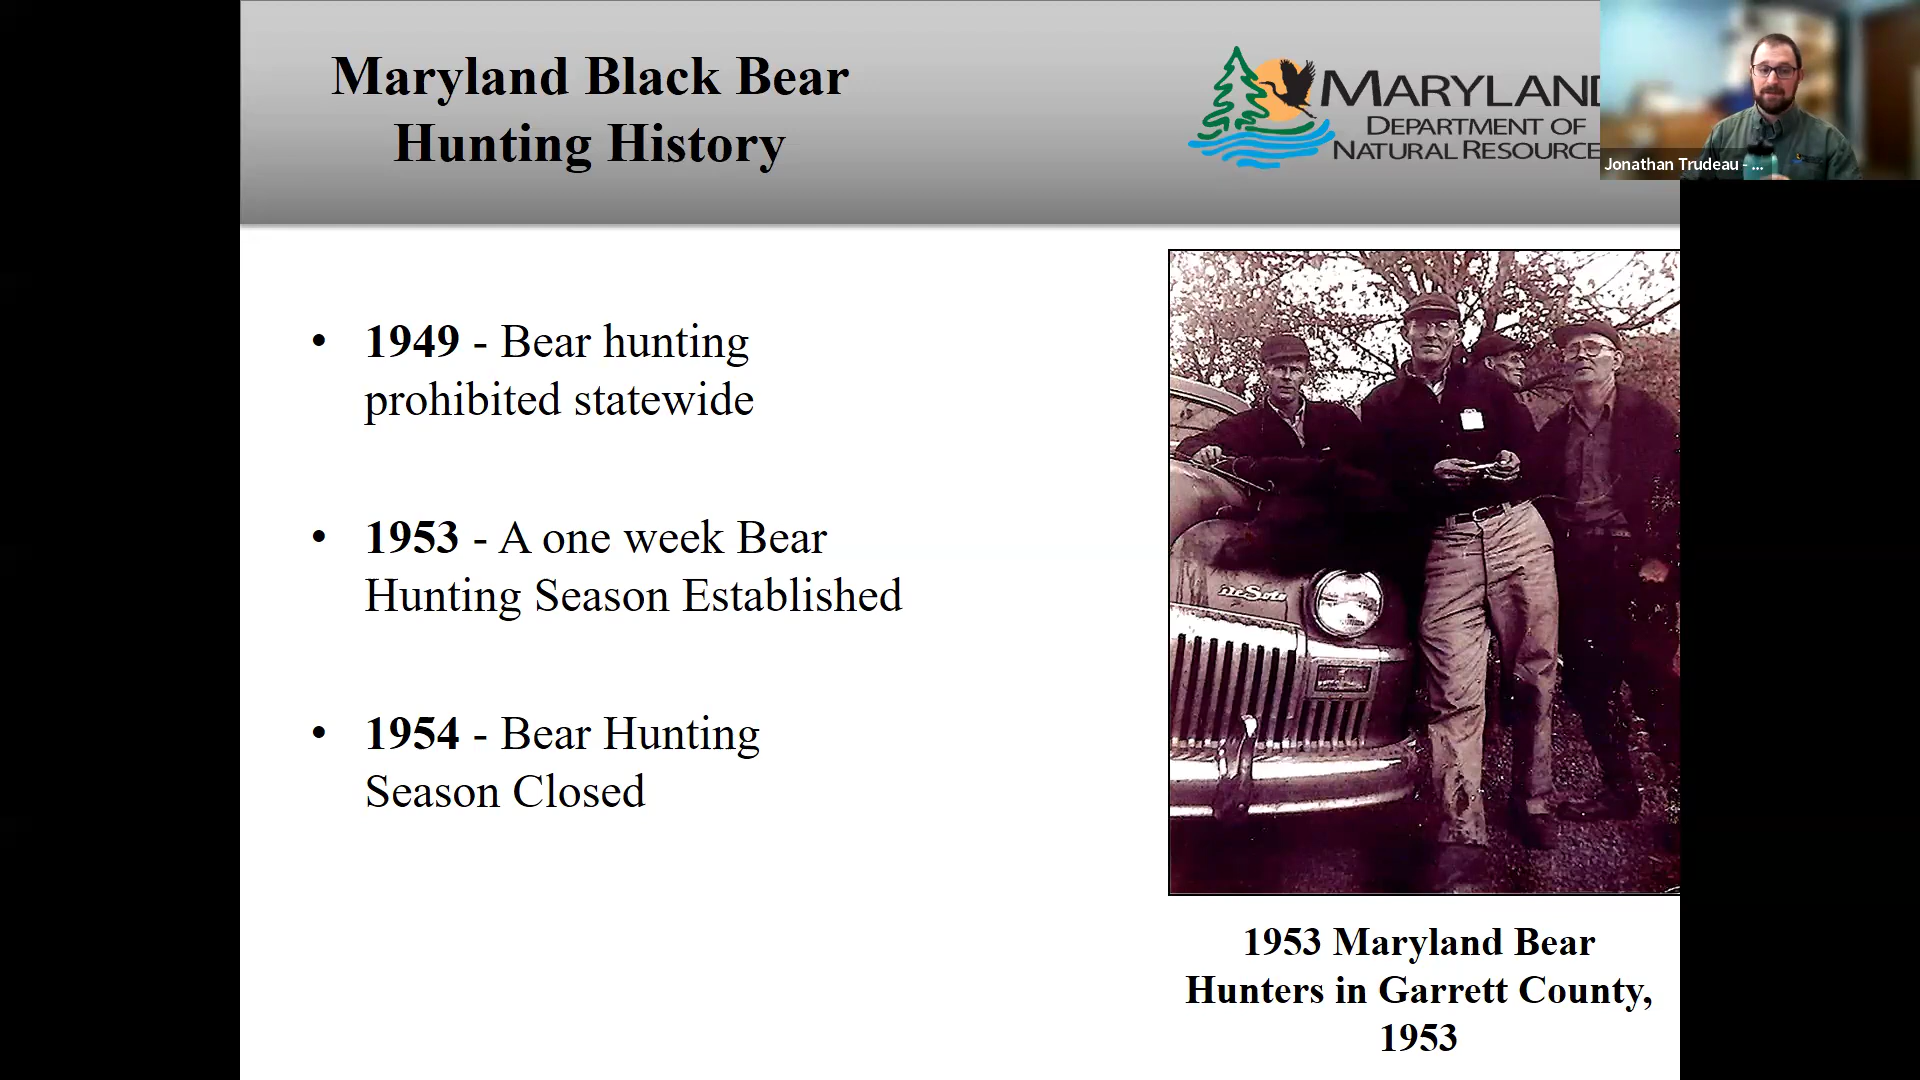 Maryland Black Bear
Hunting History
MARYLAND
DEPARTMENT OF
NATURAL RESOURCE
Jonathan Trudeau - ...
• 1949 - Bear hunting
prohibited statewide
• 1953 - A one week Bear
Hunting Season Established
• 1954 - Bear Hunting
Season Closed
DeSoto
1953 Maryland Bear
Hunters in Garrett County,
1953